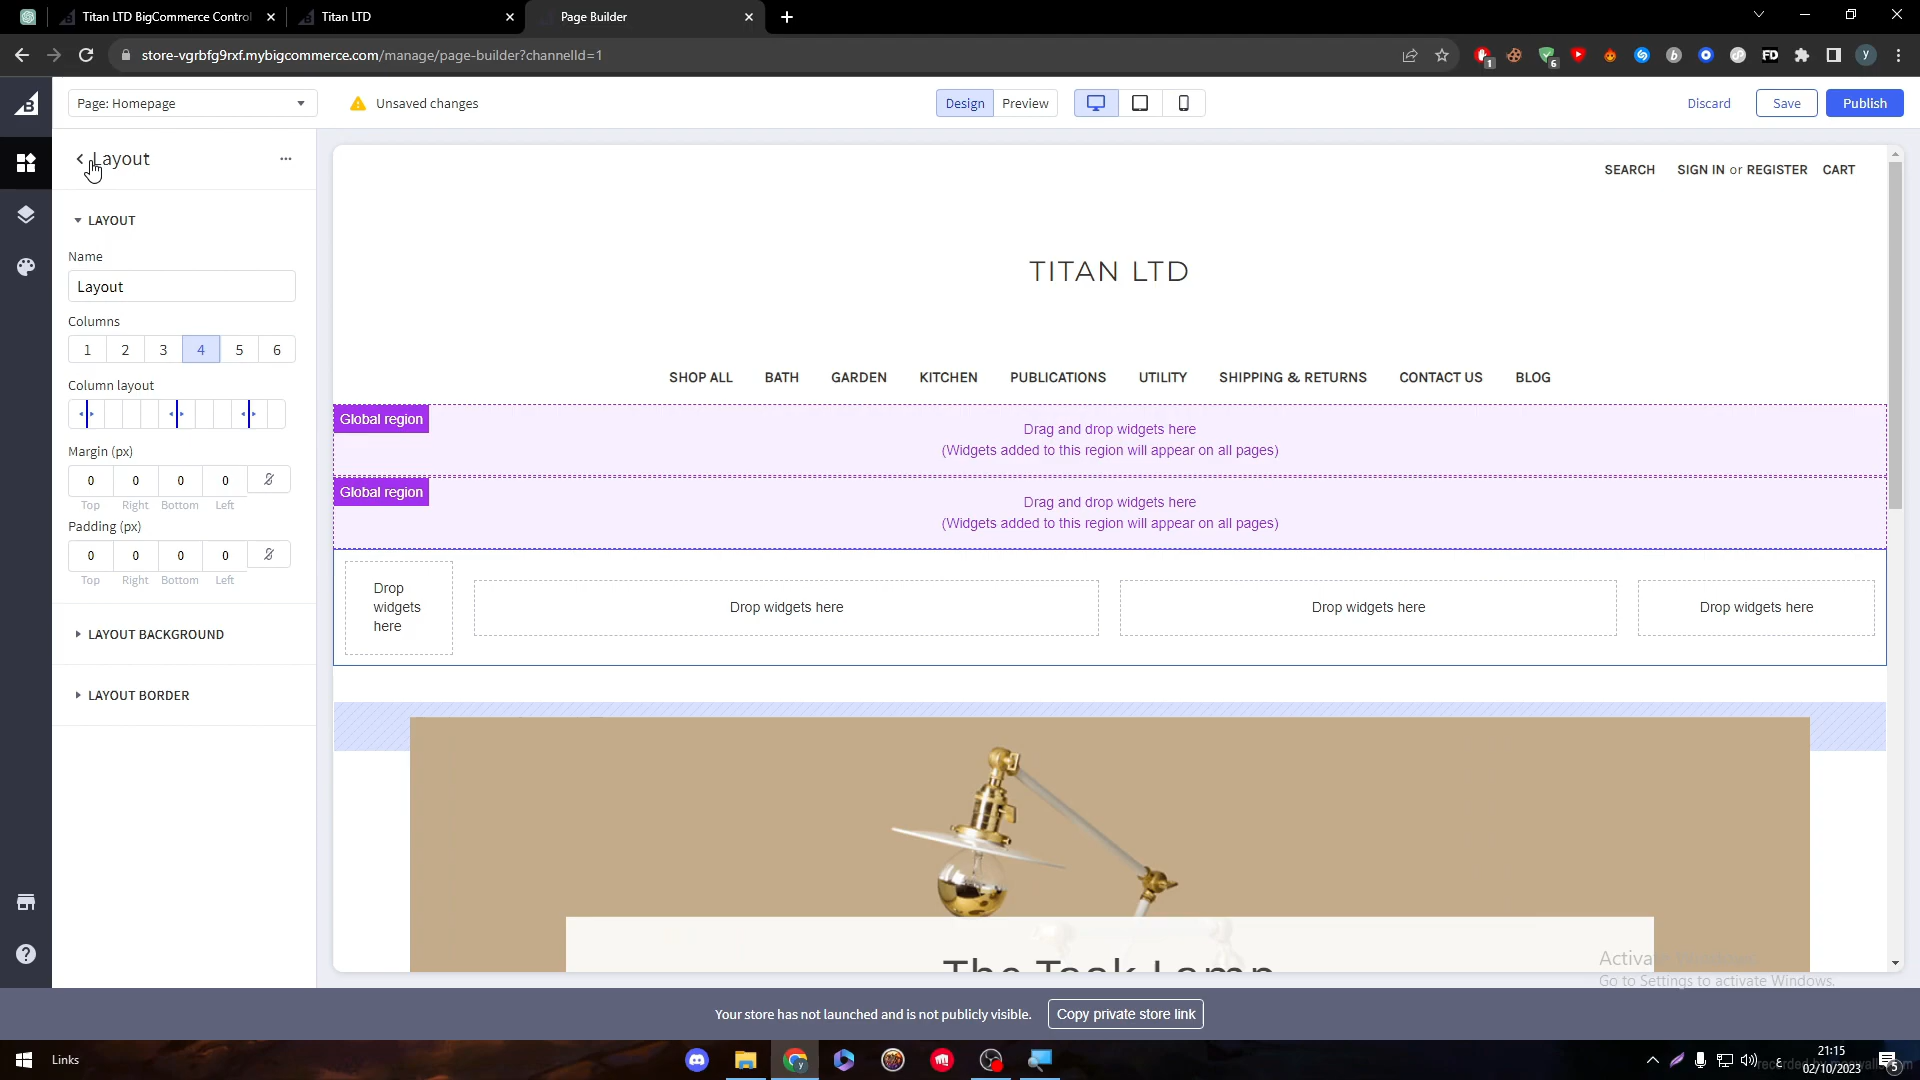 Titan LTD BigCommerce Control
Titan LTD
Page Builder
store-vgrbfg9rxf.mybigcommerce.com/manage/page-builder?channelId=1
Page: Homepage
Unsaved changes
Design
Preview
Discard
Save
Publish
Layout
LAYOUT
Name
Layout
Columns
1 2 3 4 5 6
Column layout
Margin (px)
0 0 0 0
Top Right Bottom Left
Padding (px)
0 0 0 0
Top Right Bottom Left
LAYOUT BACKGROUND
LAYOUT BORDER
SEARCH SIGN IN or REGISTER CART
TITAN LTD
SHOP ALL BATH GARDEN KITCHEN PUBLICATIONS UTILITY SHIPPING & RETURNS CONTACT US BLOG
Global region
Drag and drop widgets here
(Widgets added to this region will appear on all pages)
Global region
Drag and drop widgets here
(Widgets added to this region will appear on all pages)
Drop
widgets
here
Drop widgets here
Drop widgets here
Drop widgets here
Go to Settings to activate Windows.
Your store has not launched and is not publicly visible.
Copy private store link
Links
21:15
02/10/2023
5